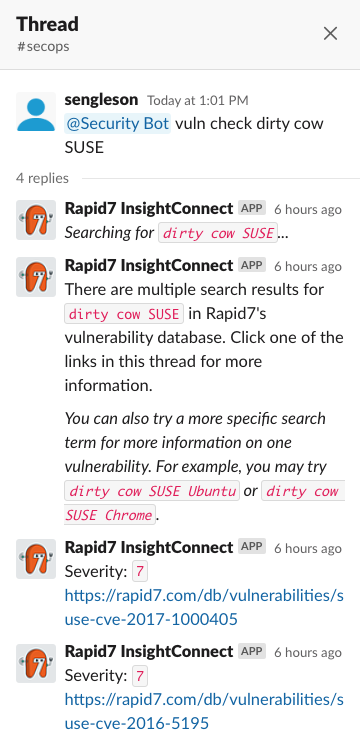 Thread
#secops
sengleson Today at 1:01 PM
@Security Bot vuln check dirty cow
SUSE
4 replies
Rapid7 InsightConnect APP 6 hours ago
Searching for dirty cow SUSE...
Rapid7 InsightConnect APP 6 hours ago
There are multiple search results for
dirty cow SUSE in Rapid7's
vulnerability database. Click one of the
links in this thread for more
information.
You can also try a more specific search
term for more information on one
vulnerability. For example, you may try
dirty cow SUSE Ubuntu or dirty cow
SUSE Chrome.
Rapid7 InsightConnect APP 6 hours ago
Severity: 7
https://rapid7.com/db/vulnerabilities/s
use-cve-2017-1000405
Rapid7 InsightConnect APP 6 hours ago
Severity: 7
https://rapid7.com/db/vulnerabilities/s
use-cve-2016-5195